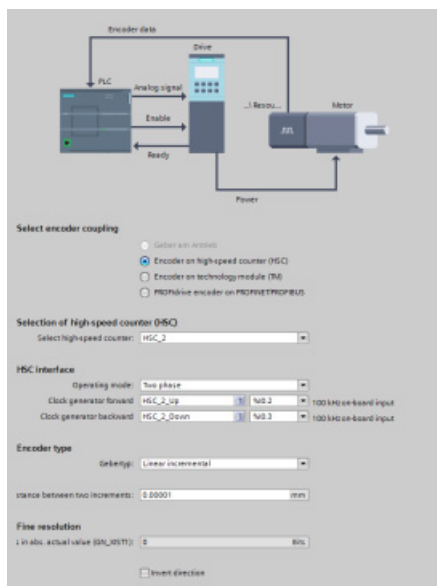 Encoder data
Drive
PLC
Analog signal
...l Resou...
Motor
Enable
Ready
Power
Select encoder coupling
Geber am Antrieb
Encoder on high-speed counter (HSC)
Encoder on technology module (TM)
PROFIdrive encoder on PROFINET/PROFIBUS
Selection of high-speed counter (HSC)
Select high-speed counter: HSC_2
HSC interface
Operating mode: Two phase
Clock generator forward HSC_2_Up %I0.2 100 kHz on-board input
Clock generator backward HSC_2_Down %I0.3 100 kHz on-board input
Encoder type
Gebertyp: Linear incremental
stance between two increments: 0.00001 mm
Fine resolution
s in abs. actual value (GN_XIST1): 0 Bits
Invert direction